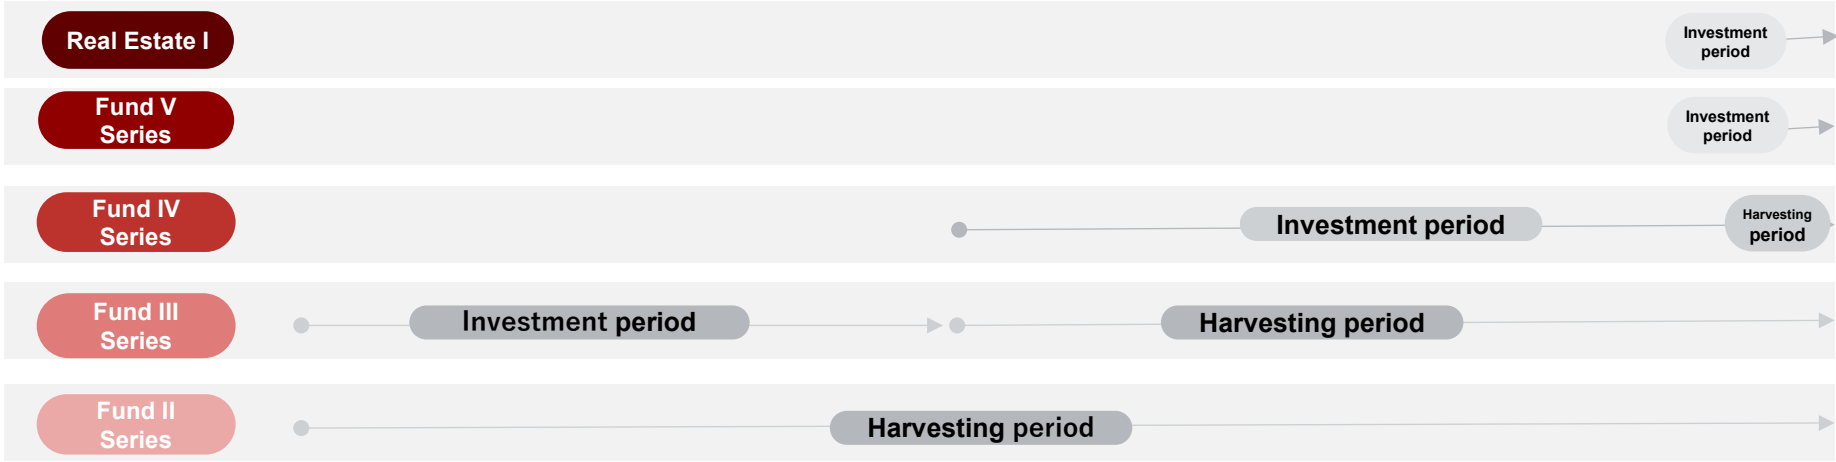 Real Estate I
Investment
period
Fund V
Series
Investment
period
Fund IV
Series
Investment period
Harvesting
period
Fund III
Series
Investment period
Harvesting period
Fund II
Series
Harvesting period